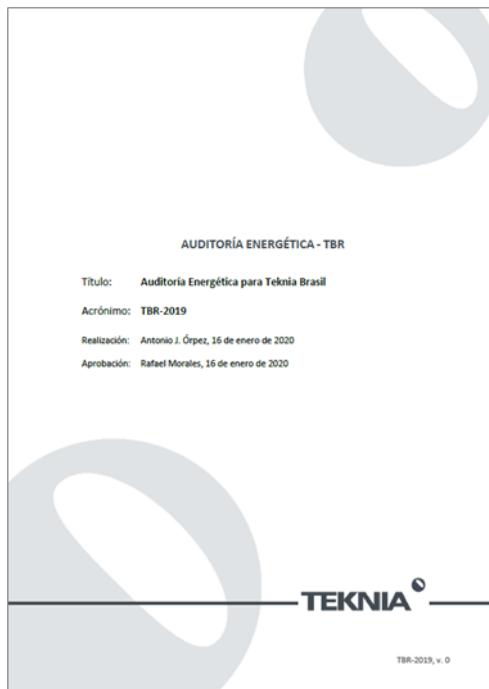 AUDITORÍA ENERGÉTICA - TBR
Título: Auditoría Energética para Teknia Brasil
Acrónimo: TBR-2019
Realización: Antonio J. Órpez, 16 de enero de 2020
Aprobación: Rafael Morales, 16 de enero de 2020
TEKNIA
TBR-2019, v. 0